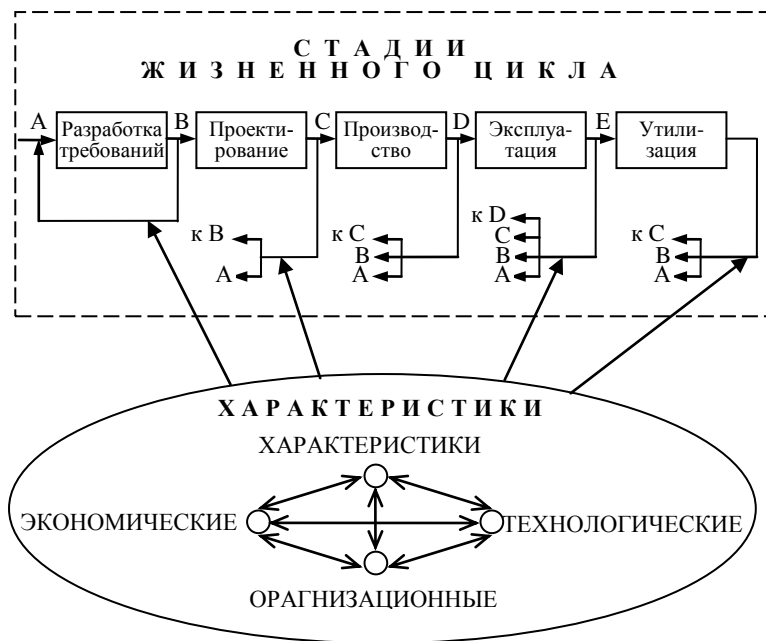 С Т А Д И И
Ж И З Н Е Н Н О Г О Ц И К Л А
A
Разработка
требований
B
Проекти-
рование
C
Производ-
ство
D
Эксплуа-
тация
E
Утили-
зация
к B
A
к C
B
A
к D
C
B
A
к C
B
A
Х А Р А К Т Е Р И С Т И К И
ХАРАКТЕРИСТИКИ
ЭКОНОМИЧЕСКИЕ
ТЕХНОЛОГИЧЕСКИЕ
ОРАГНИЗАЦИОННЫЕ